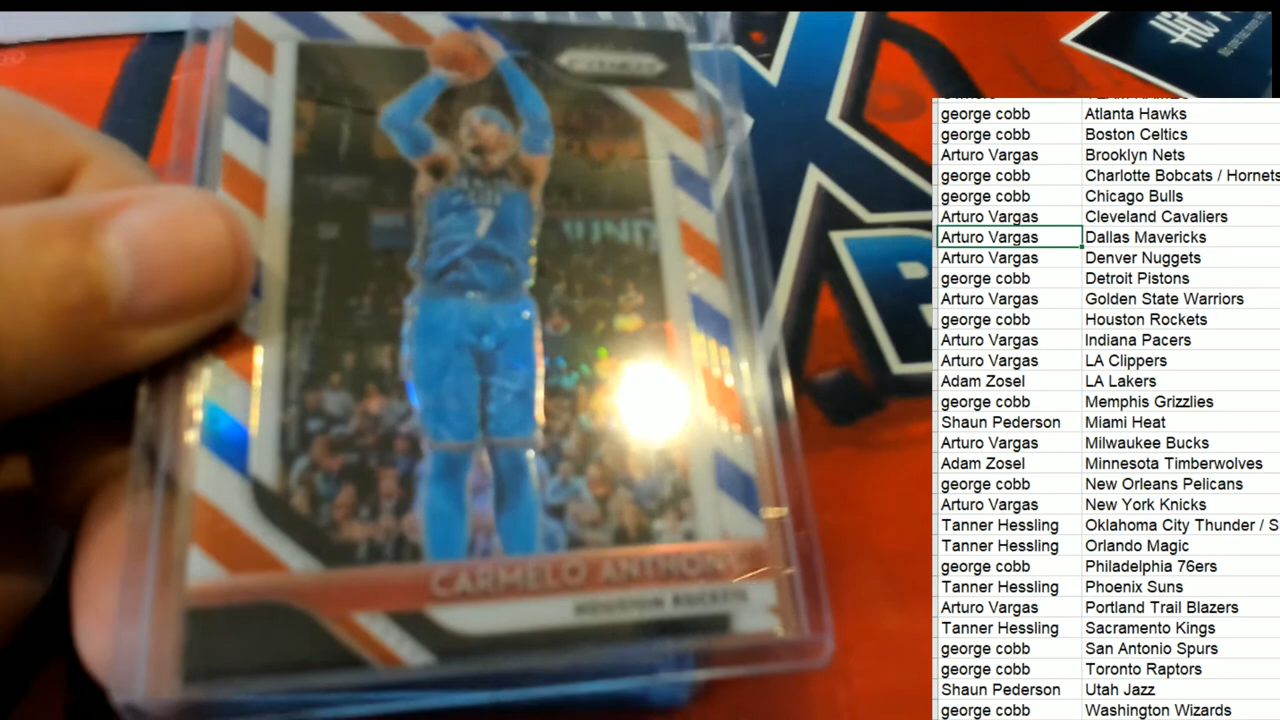 PRIZM
7
CARMELO ANTHONY
HOUSTON ROCKETS
Hit
george cobb Atlanta Hawks
george cobb Boston Celtics
Arturo Vargas Brooklyn Nets
george cobb Charlotte Bobcats / Hornets
george cobb Chicago Bulls
Arturo Vargas Cleveland Cavaliers
Arturo Vargas Dallas Mavericks
Arturo Vargas Denver Nuggets
george cobb Detroit Pistons
Arturo Vargas Golden State Warriors
george cobb Houston Rockets
Arturo Vargas Indiana Pacers
Arturo Vargas LA Clippers
Adam Zosel LA Lakers
george cobb Memphis Grizzlies
Shaun Pederson Miami Heat
Arturo Vargas Milwaukee Bucks
Adam Zosel Minnesota Timberwolves
george cobb New Orleans Pelicans
Arturo Vargas New York Knicks
Tanner Hessling Oklahoma City Thunder / S
Tanner Hessling Orlando Magic
george cobb Philadelphia 76ers
Tanner Hessling Phoenix Suns
Arturo Vargas Portland Trail Blazers
Tanner Hessling Sacramento Kings
george cobb San Antonio Spurs
george cobb Toronto Raptors
Shaun Pederson Utah Jazz
george cobb Washington Wizards